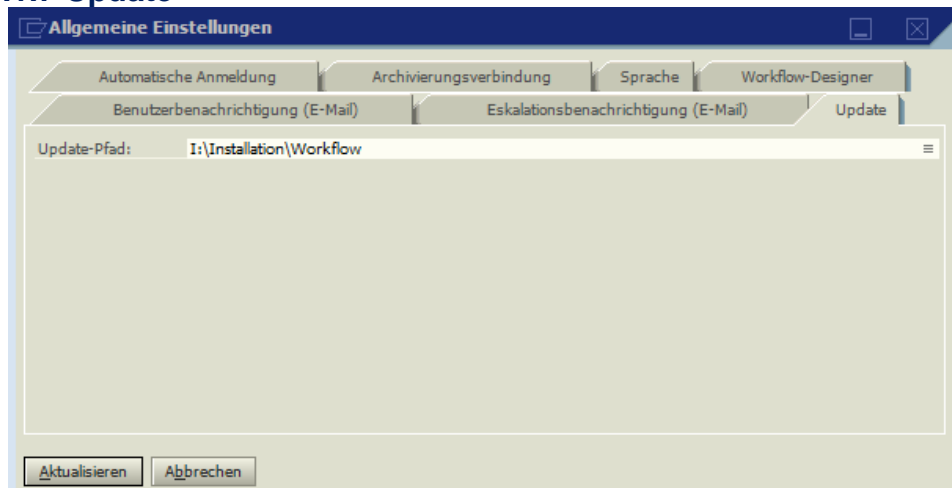 Update
Allgemeine Einstellungen
Automatische Anmeldung Archivierungsverbindung Sprache Workflow-Designer
Benutzerbenachrichtigung (E-Mail) Eskalationsbenachrichtigung (E-Mail) Update
Update-Pfad: I:\Installation\Workflow
Aktualisieren Abbrechen